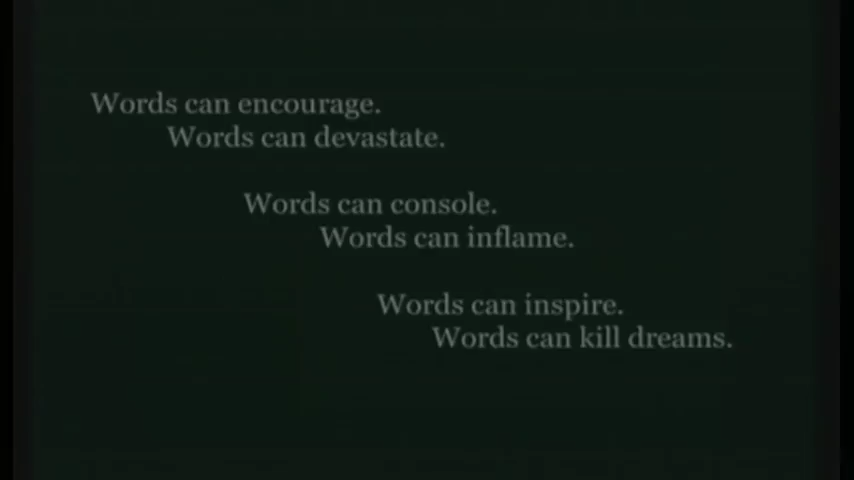 Words can encourage.
Words can devastate.
Words can console.
Words can inflame.
Words can inspire.
Words can kill dreams.